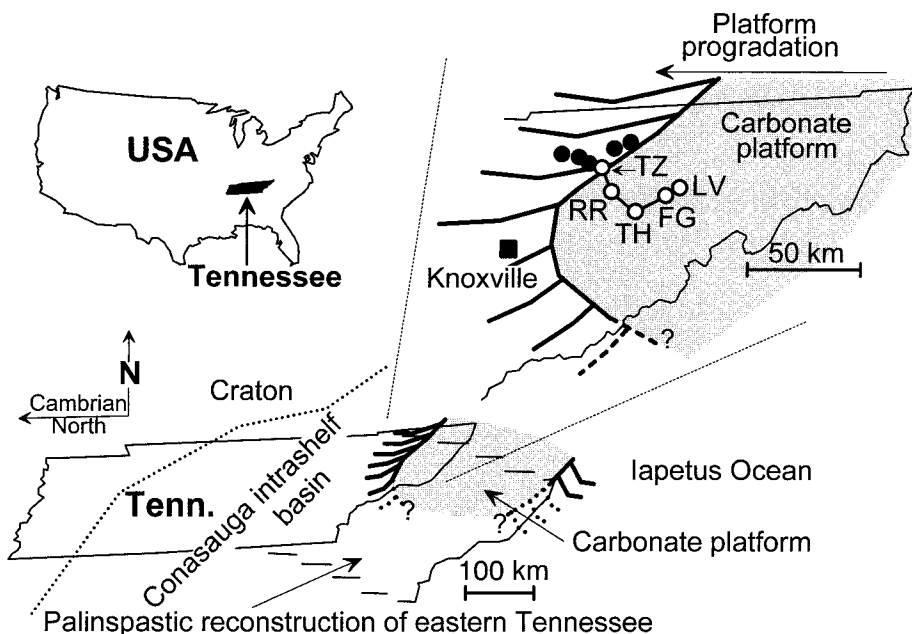 Platform
progradation
USA
Tennessee
Carbonate
platform
TZ
LV
RR
FG
TH
Knoxville
50 km
?
N
Cambrian
North
Craton
Conasauga intrashelf
basin
Tenn.
Iapetus Ocean
?
?
Carbonate platform
100 km
Palinspastic reconstruction of eastern Tennessee